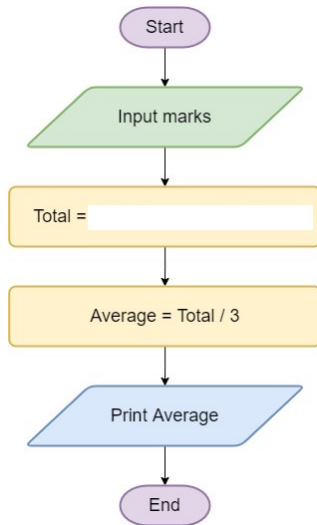 Start
Input marks
Total =
Average = Total / 3
Print Average
End